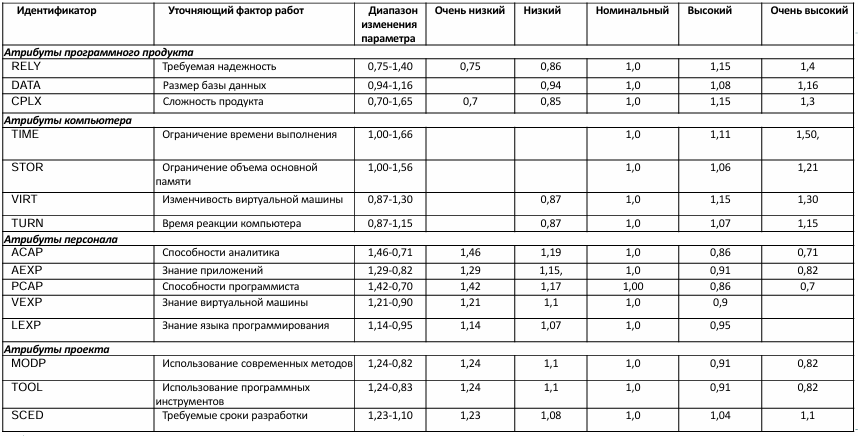 Идентификатор Уточняющий фактор работ Диапазон изменения параметра Очень низкий Низкий Номинальный Высокий Очень высокий
Атрибуты программного продукта
RELY Требуемая надежность 0,75-1,40 0,75 0,86 1,0 1,15 1,4
DATA Размер базы данных 0,94-1,16 0,94 1,0 1,08 1,16
CPLX Сложность продукта 0,70-1,65 0,7 0,85 1,0 1,15 1,3
Атрибуты компьютера
TIME Ограничение времени выполнения 1,00-1,66 1,0 1,11 1,50,
STOR Ограничение объема основной памяти 1,00-1,56 1,0 1,06 1,21
VIRT Изменчивость виртуальной машины 0,87-1,30 0,87 1,0 1,15 1,30
TURN Время реакции компьютера 0,87-1,15 0,87 1,0 1,07 1,15
Атрибуты персонала
ACAP Способности аналитика 1,46-0,71 1,46 1,19 1,0 0,86 0,71
AEXP Знание приложений 1,29-0,82 1,29 1,15, 1,0 0,91 0,82
PCAP Способности программиста 1,42-0,70 1,42 1,17 1,00 0,86 0,7
VEXP Знание виртуальной машины 1,21-0,90 1,21 1,1 1,0 0,9
LEXP Знание языка программирования 1,14-0,95 1,14 1,07 1,0 0,95
Атрибуты проекта
MODP Использование современных методов 1,24-0,82 1,24 1,1 1,0 0,91 0,82
TOOL Использование программных инструментов 1,24-0,83 1,24 1,1 1,0 0,91 0,82
SCED Требуемые сроки разработки 1,23-1,10 1,23 1,08 1,0 1,04 1,1